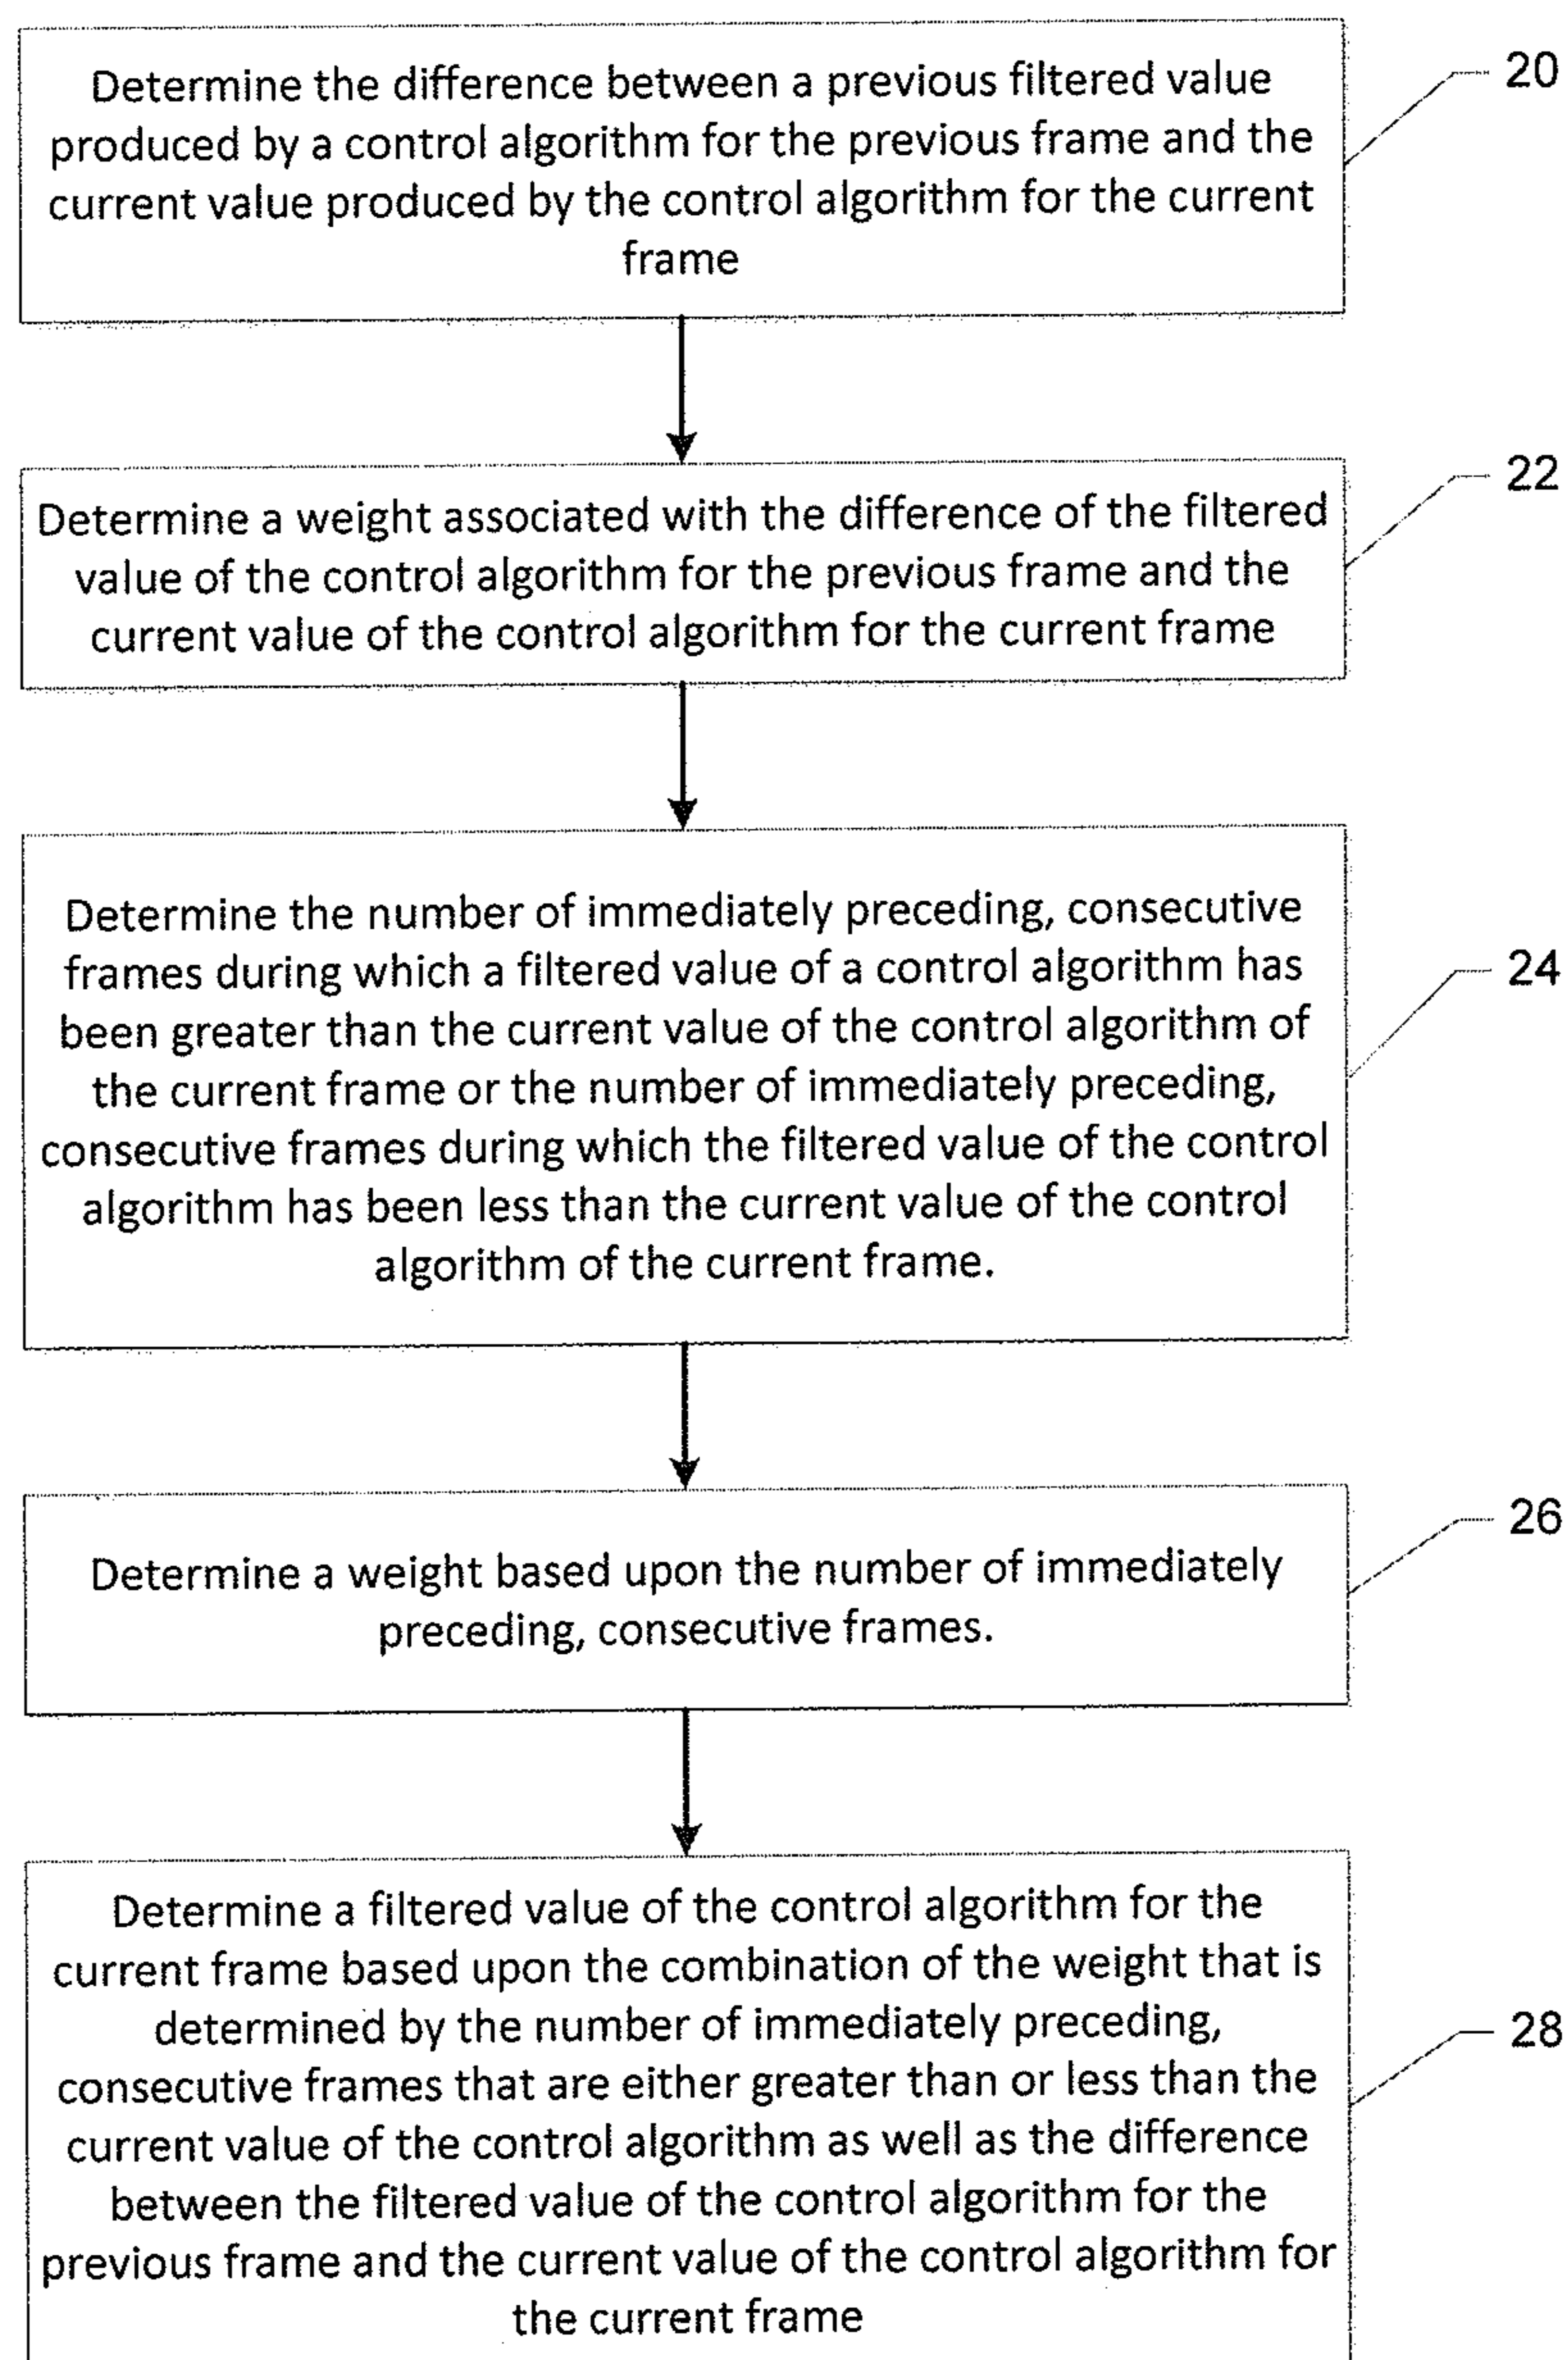 Determine the difference between a previous filtered value
produced by a control algorithm for the previous frame and the
current value produced by the control algorithm for the current
frame
20
Determine a weight associated with the difference of the filtered
value of the control algorithm for the previous frame and the
current value of the control algorithm for the current frame
22
Determine the number of immediately preceding, consecutive
frames during which a filtered value of a control algorithm has
been greater than the current value of the control algorithm of
the current frame or the number of immediately preceding,
consecutive frames during which the filtered value of the control
algorithm has been less than the current value of the control
algorithm of the current frame.
24
Determine a weight based upon the number of immediately
preceding, consecutive frames.
26
Determine a filtered value of the control algorithm for the
current frame based upon the combination of the weight that is
determined by the number of immediately preceding,
consecutive frames that are either greater than or less than the
current value of the control algorithm as well as the difference
between the filtered value of the control algorithm for the
previous frame and the current value of the control algorithm for
the current frame
28